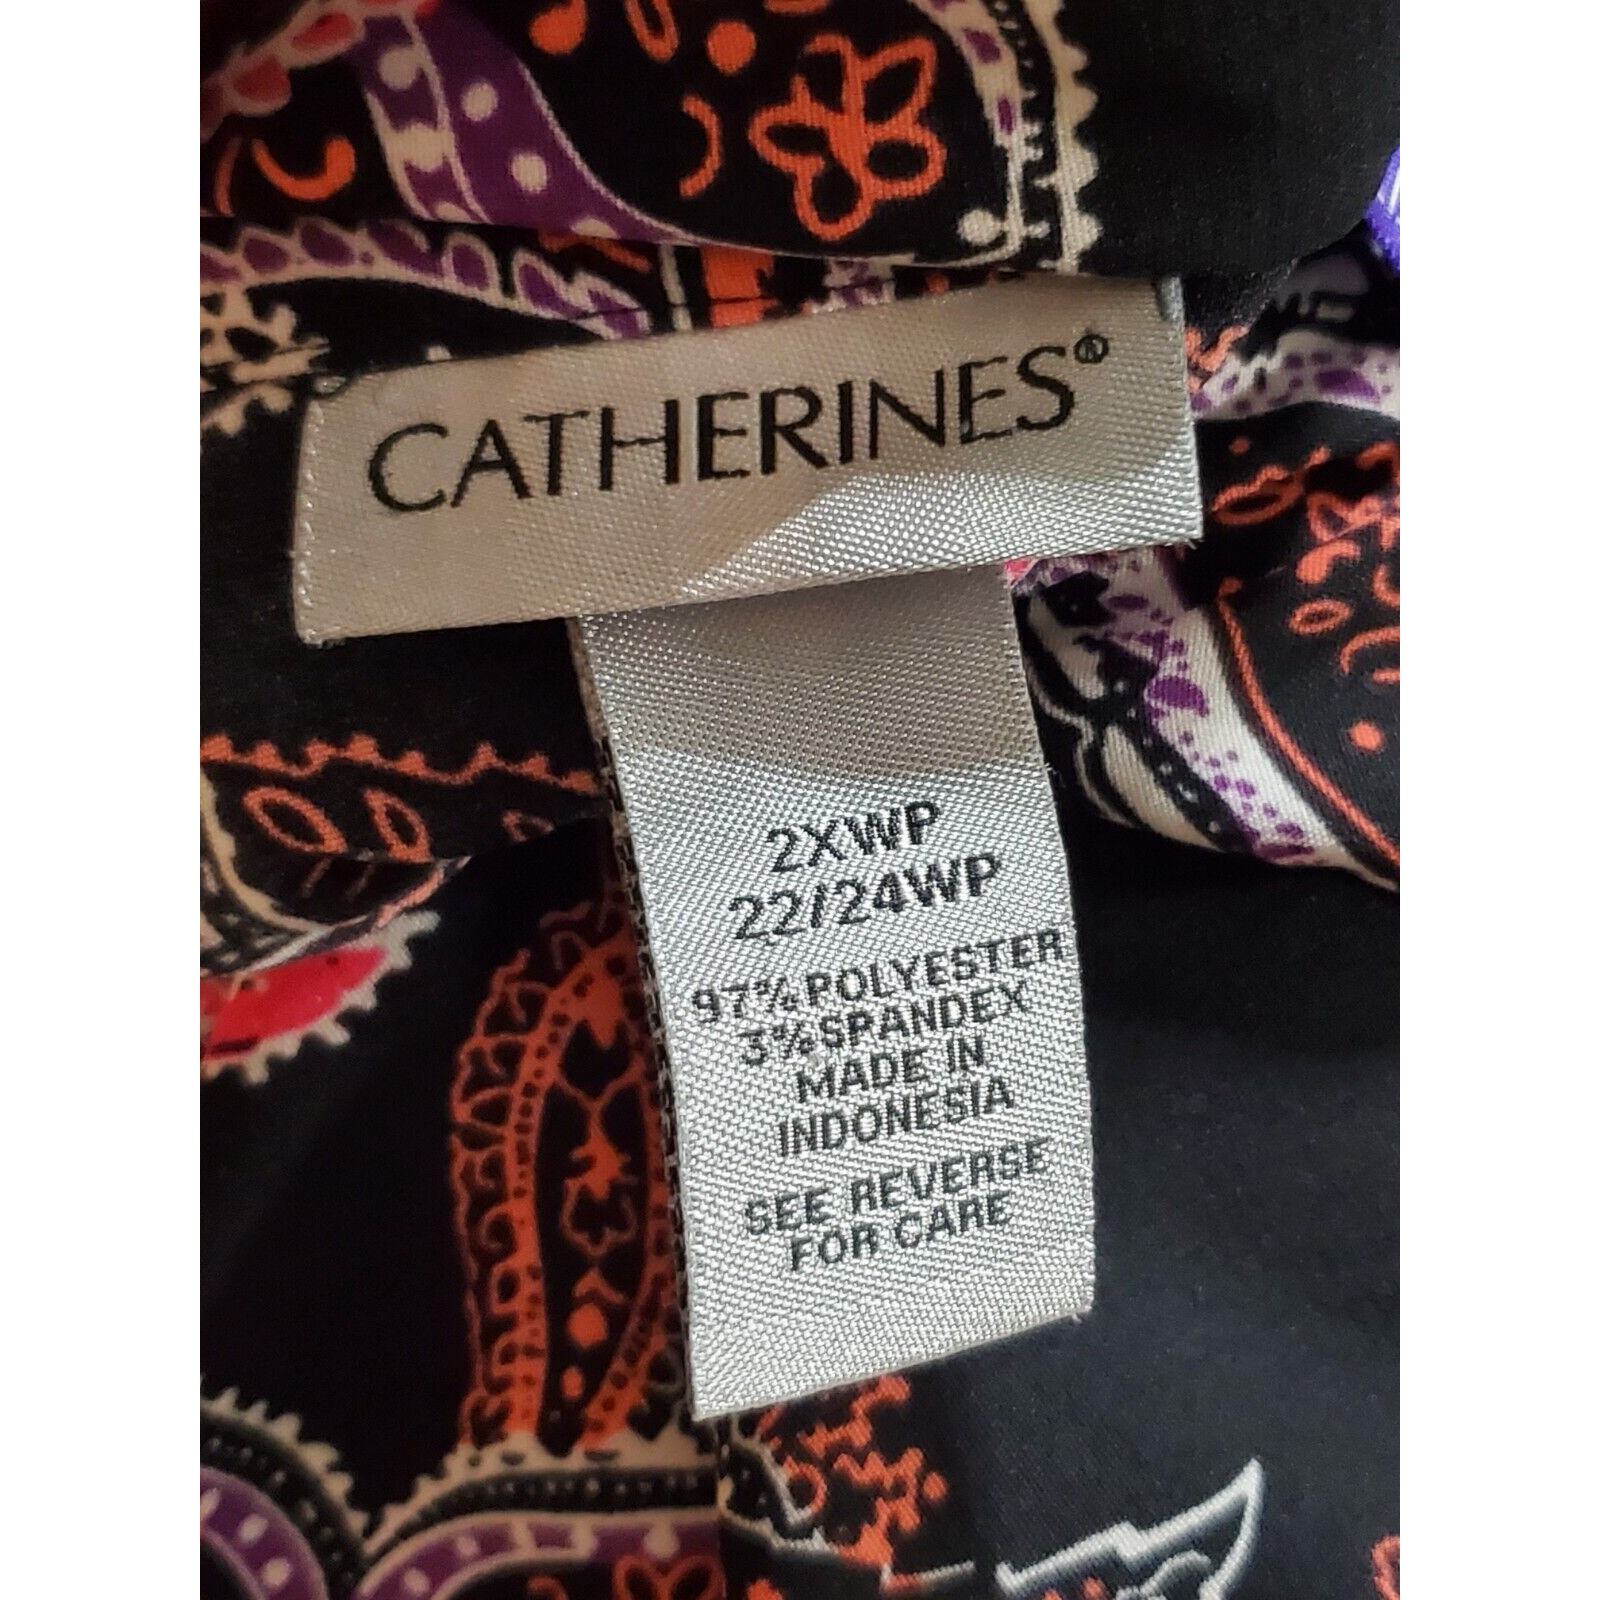 CATHERINES®
2XWP
22/24WP
97% POLYESTER
3% SPANDEX
MADE IN
INDONESIA
SEE REVERSE
FOR CARE